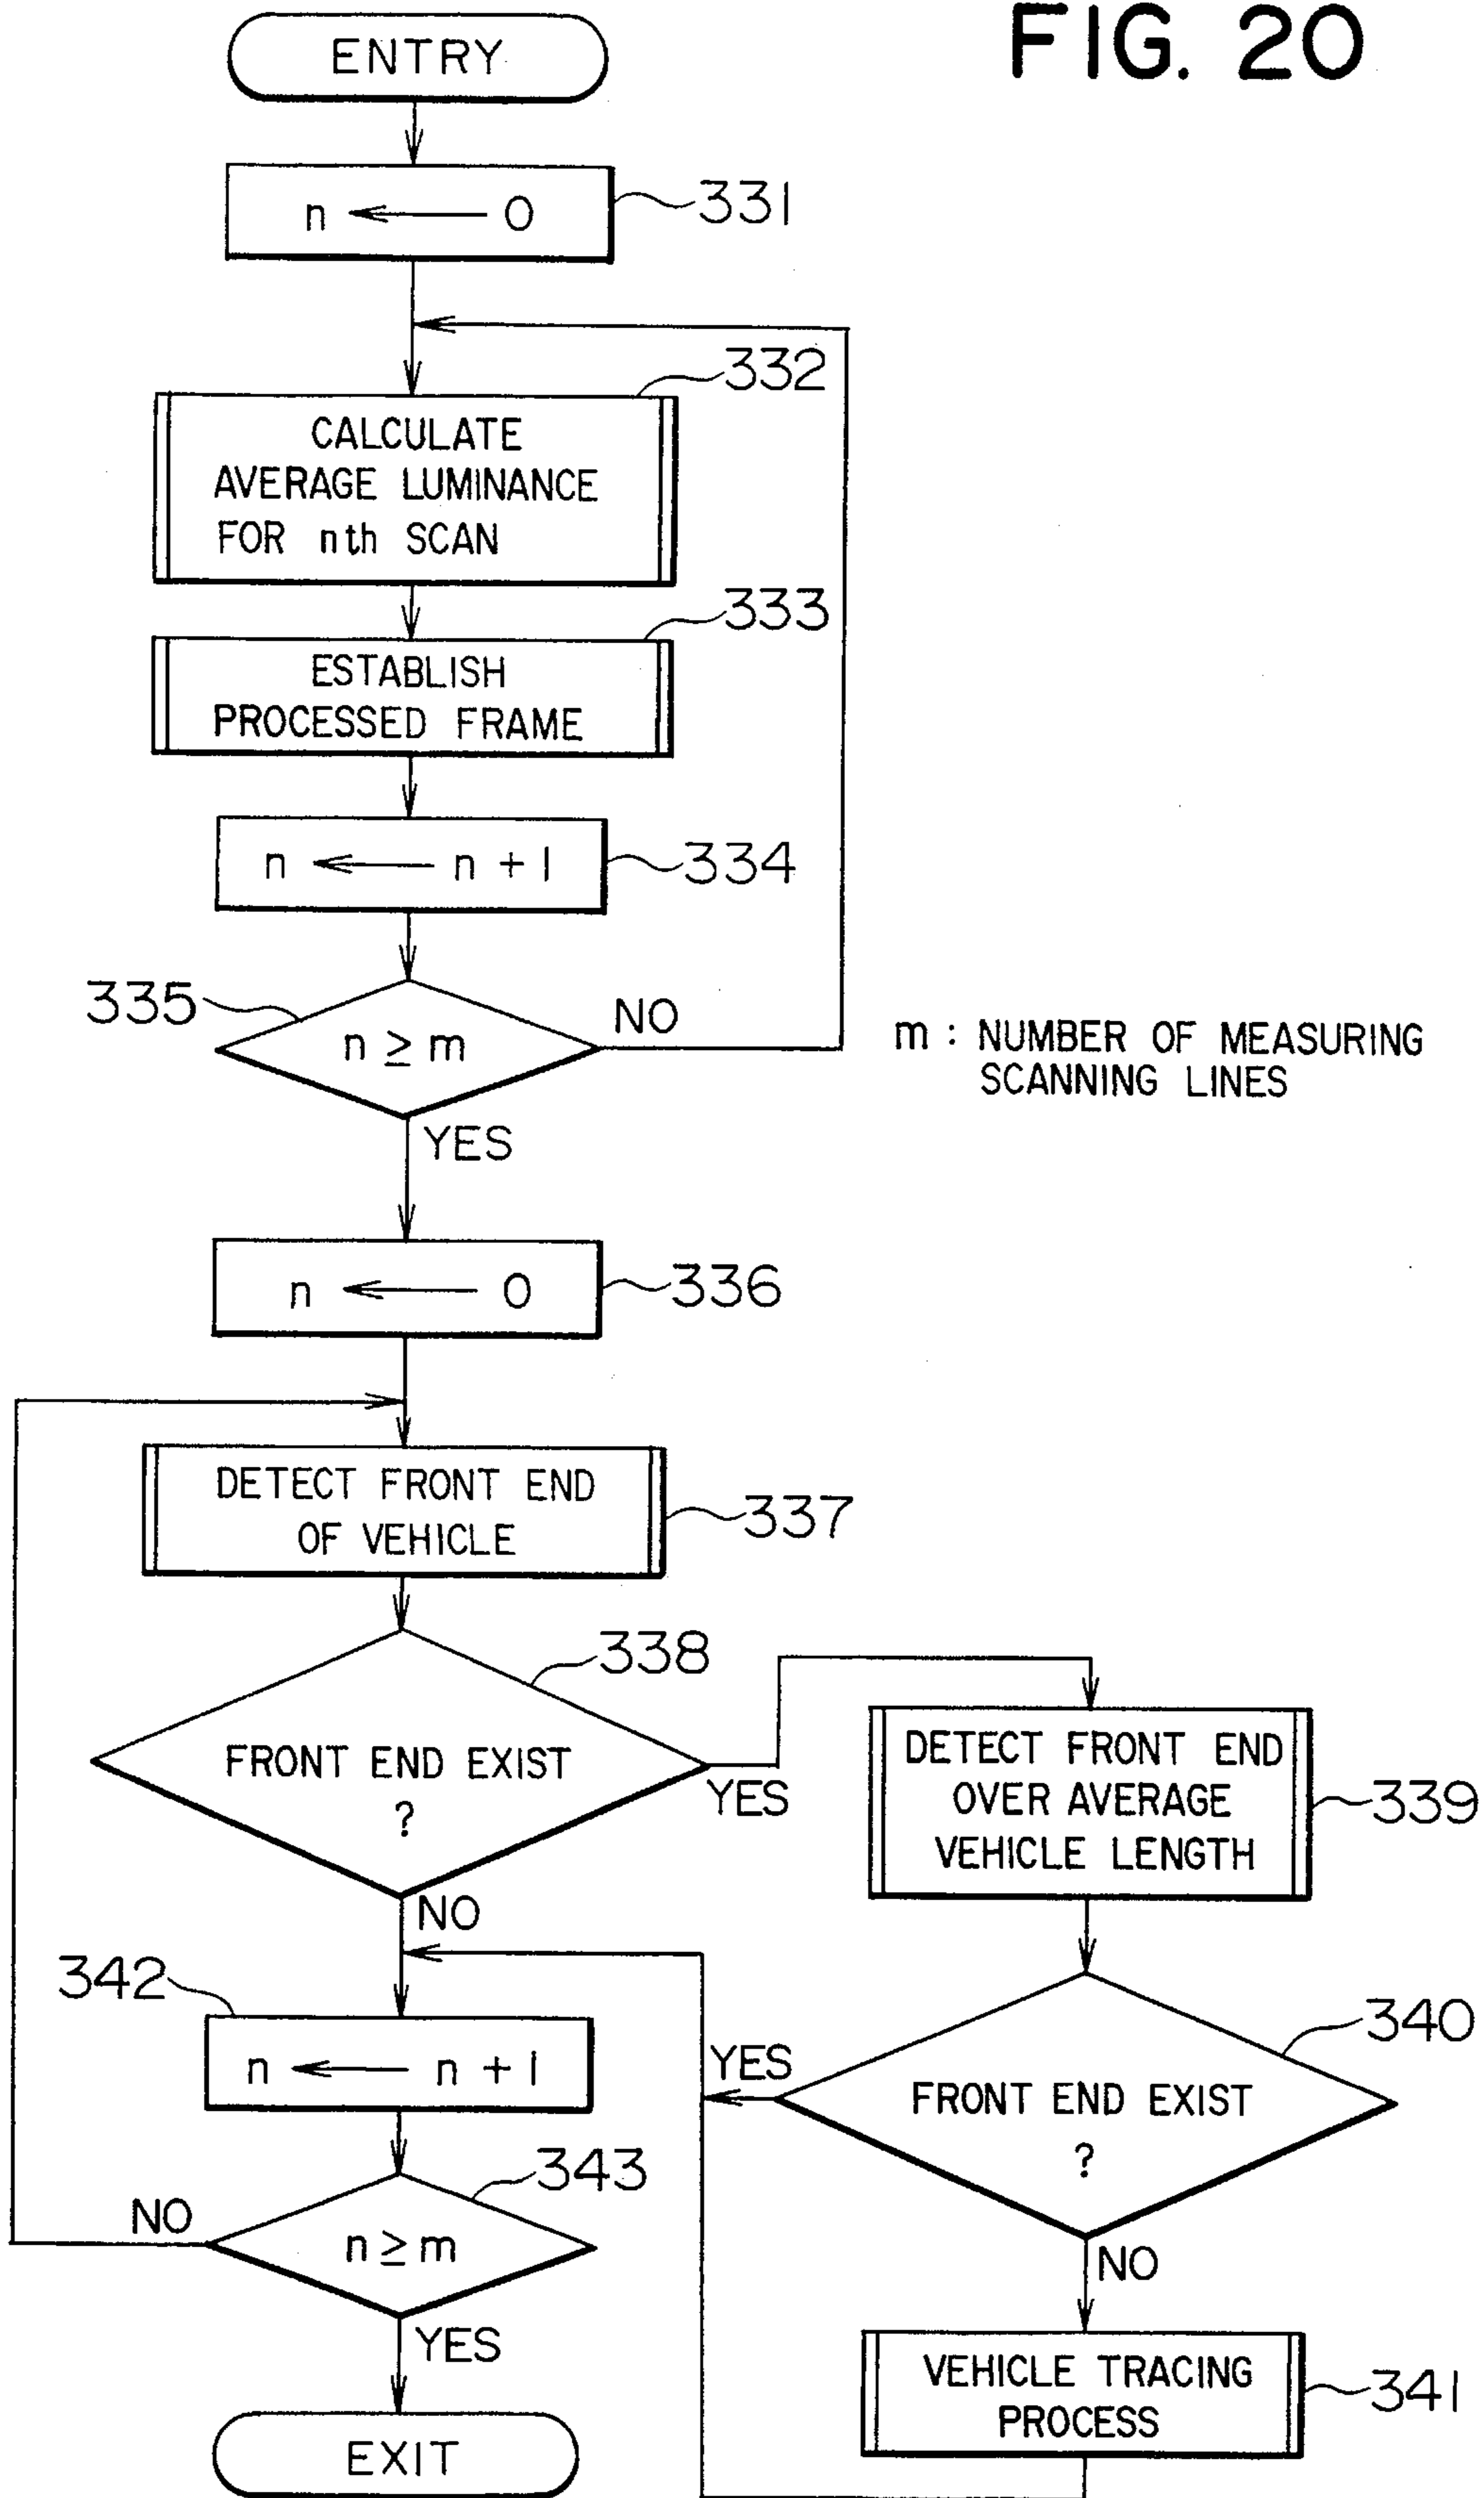 FIG. 20
ENTRY
n ← 0
331
332
CALCULATE
AVERAGE LUMINANCE
FOR nth SCAN
333
ESTABLISH
PROCESSED FRAME
n ← n + 1
334
335
n ≥ m
NO
m : NUMBER OF MEASURING
SCANNING LINES
YES
n ← 0
336
DETECT FRONT END
OF VEHICLE
337
338
FRONT END EXIST
?
YES
DETECT FRONT END
OVER AVERAGE
VEHICLE LENGTH
339
NO
342
n ← n + 1
340
YES
FRONT END EXIST
?
343
NO
n ≥ m
NO
YES
VEHICLE TRACING
PROCESS
341
EXIT